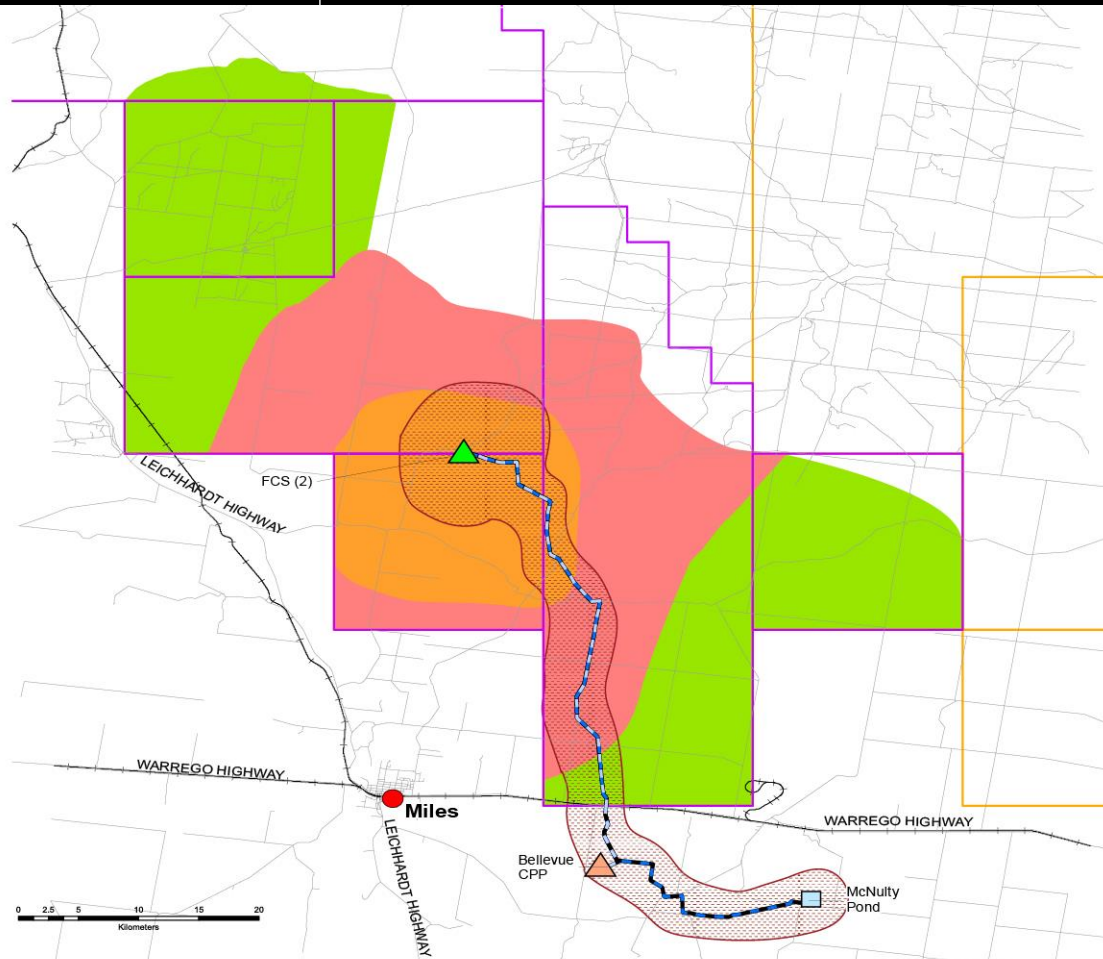 LEICHHARDT HIGHWAY
FCS (2)
WARREGO HIGHWAY
Miles
WARREGO HIGHWAY
LEICHHARDT HIGHWAY
Bellevue
CPP
McNulty
Pond
0 2.5 5 10 15 20
Kilometers